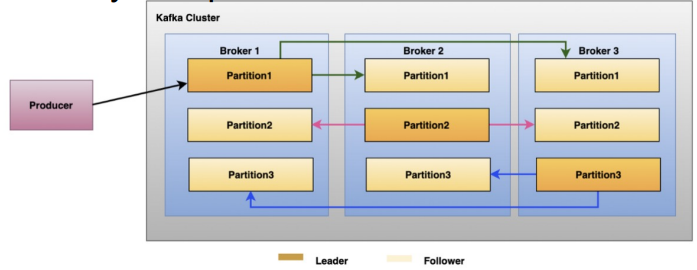 Kafka Cluster
Broker 1
Broker 2
Broker 3
Partition1
Partition1
Partition1
Producer
Partition2
Partition2
Partition2
Partition3
Partition3
Partition3
Leader
Follower